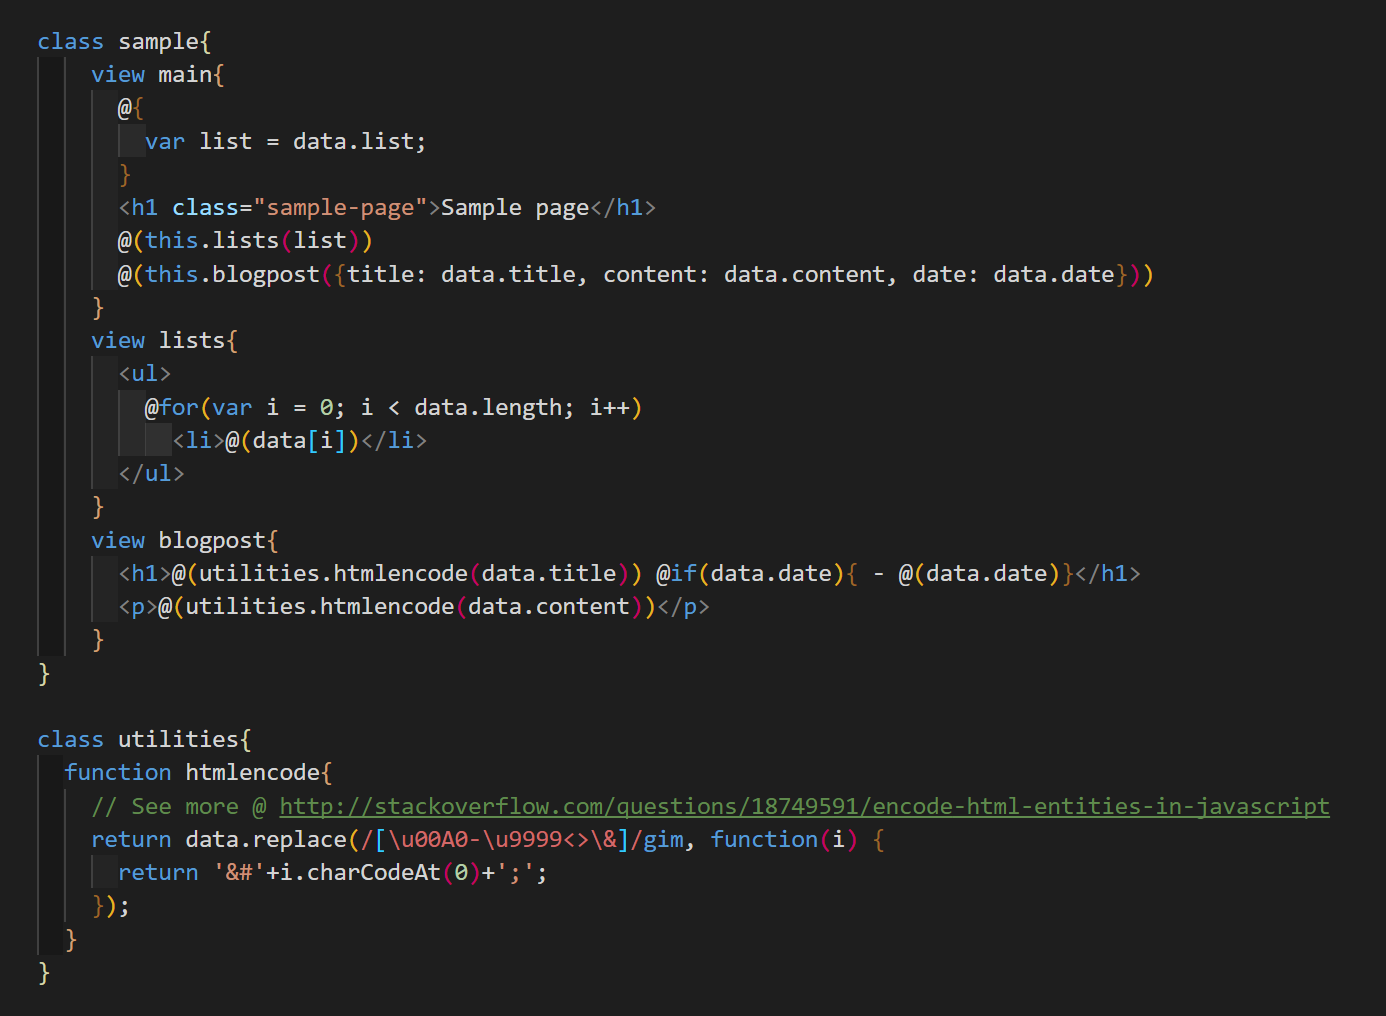 class sample{
    view main{
      @{
        var list = data.list;
      }
      <h1 class="sample-page">Sample page</h1>
      @(this.lists(list))
      @(this.blogpost({title: data.title, content: data.content, date: data.date}))
    }
    view lists{
      <ul>
        @for(var i = 0; i < data.length; i++)
          <li>@(data[i])</li>
      </ul>
    }
    view blogpost{
      <h1>@(utilities.htmlencode(data.title)) @if(data.date){ - @(data.date)}</h1>
      <p>@(utilities.htmlencode(data.content))</p>
    }
}

class utilities{
  function htmlencode{
    // See more @ http://stackoverflow.com/questions/18749591/encode-html-entities-in-javascript
    return data.replace(/[\u00A0-\u9999<>\&]/gim, function(i) {
      return '&#'+i.charCodeAt(0)+';';
    });
  }
}